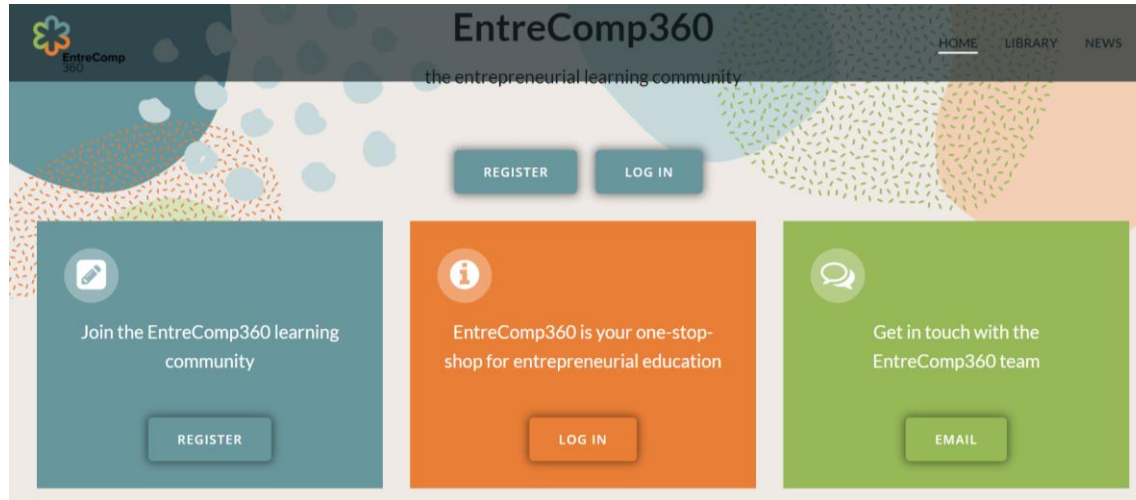 EntreComp
360
EntreComp360
HOME LIBRARY NEWS
the entrepreneurial learning community
REGISTER LOG IN
Join the EntreComp360 learning
community
REGISTER
EntreComp360 is your one-stop-
shop for entrepreneurial education
LOG IN
Get in touch with the
EntreComp360 team
EMAIL